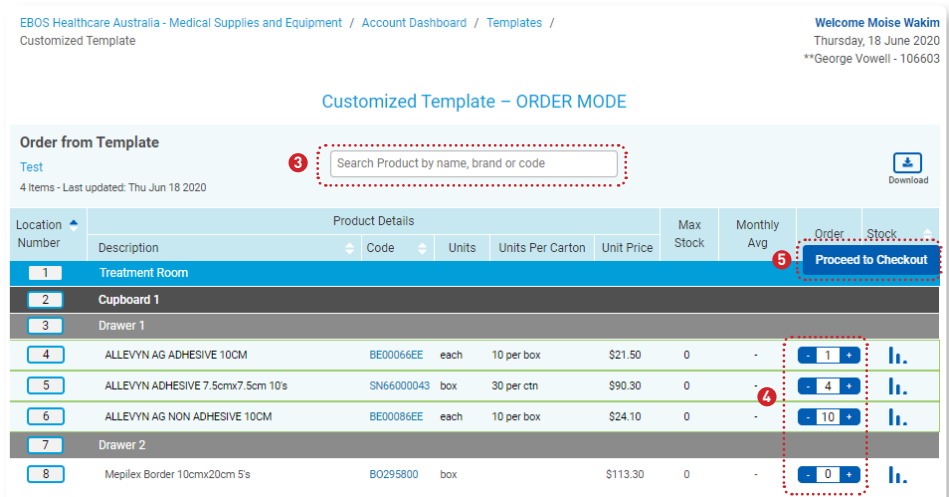 EBOS Healthcare Australia - Medical Supplies and Equipment / Account Dashboard / Templates /
Customized Template
Welcome Moise Wakim
Thursday, 18 June 2020
**George Vowell - 106603
Customized Template – ORDER MODE
Order from Template
Test
4 Items - Last updated: Thu Jun 18 2020
3 Search Product by name, brand or code
Download
Location Number Product Details Max Stock Monthly Avg Order Stock
Description Code Units Units Per Carton Unit Price
5 Proceed to Checkout
1 Treatment Room
2 Cupboard 1
3 Drawer 1
4 ALLEVYN AG ADHESIVE 10CM BE00066EE each 10 per box $21.50 0 - - 1 +
5 ALLEVYN ADHESIVE 7.5cmx7.5cm 10's SN66000043 box 30 per ctn $90.30 0 - - 4 +
4
6 ALLEVYN AG NON ADHESIVE 10CM BE00086EE each 10 per box $24.10 0 - - 10 +
7 Drawer 2
8 Mepilex Border 10cmx20cm 5's BO295800 box $113.30 0 - - 0 +